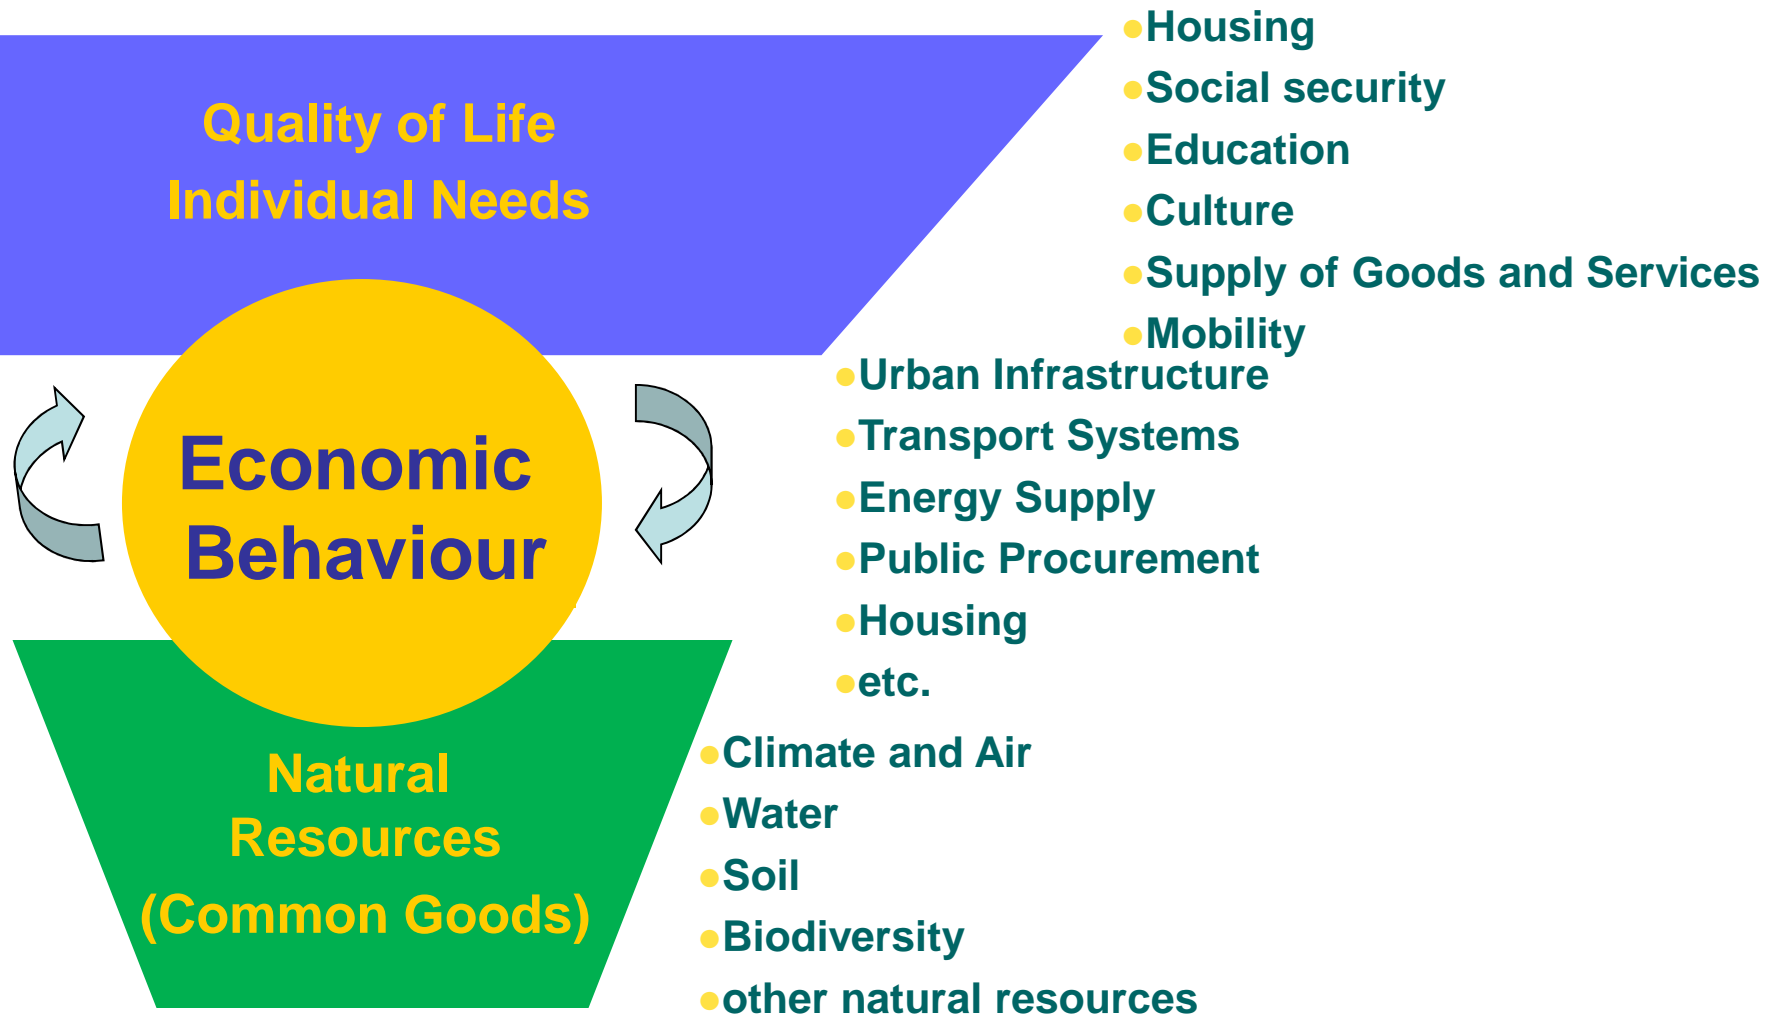 Quality of Life
Individual Needs
●Housing
●Social security
●Education
●Culture
●Supply of Goods and Services
●Mobility
Economic
Behaviour
●Urban Infrastructure
●Transport Systems
●Energy Supply
●Public Procurement
●Housing
●etc.
Natural
Resources
(Common Goods)
●Climate and Air
●Water
●Soil
●Biodiversity
●other natural resources